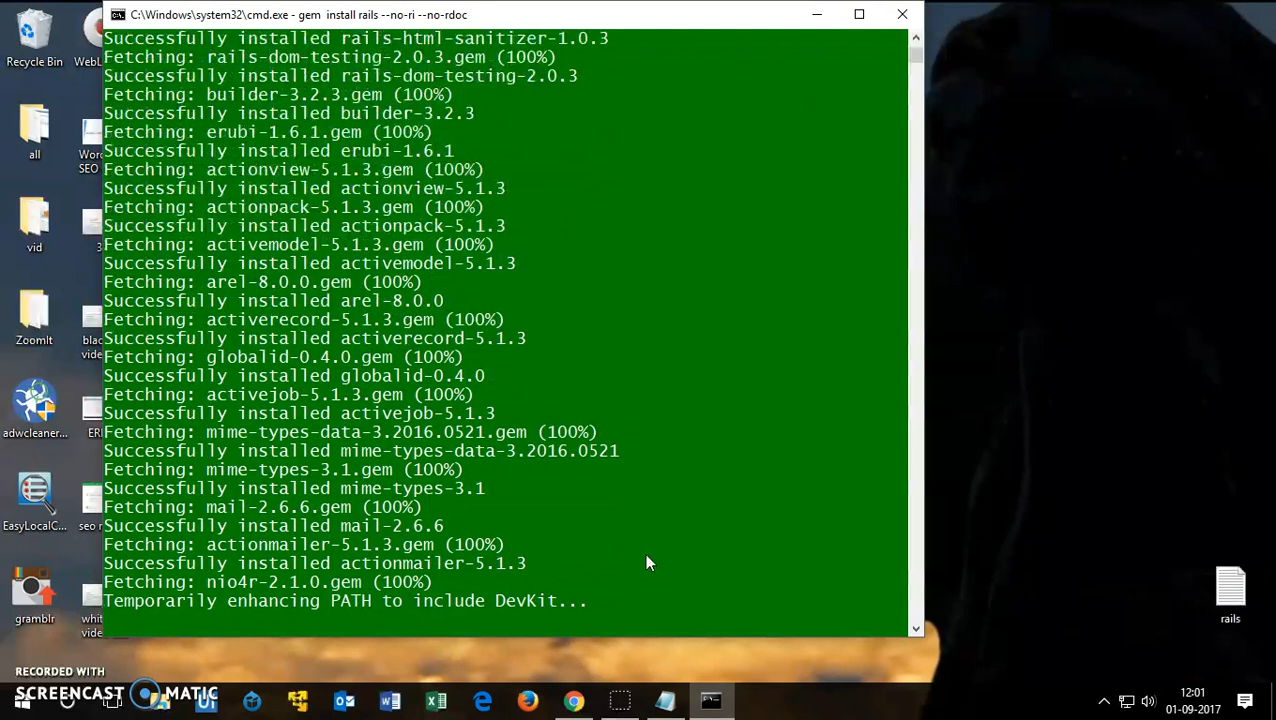 C:\Windows\system32\cmd.exe - gem  install rails --no-ri --no-rdoc
Successfully installed rails-html-sanitizer-1.0.3
Fetching: rails-dom-testing-2.0.3.gem (100%)
Successfully installed rails-dom-testing-2.0.3
Fetching: builder-3.2.3.gem (100%)
Successfully installed builder-3.2.3
Fetching: erubi-1.6.1.gem (100%)
Successfully installed erubi-1.6.1
Fetching: actionview-5.1.3.gem (100%)
Successfully installed actionview-5.1.3
Fetching: actionpack-5.1.3.gem (100%)
Successfully installed actionpack-5.1.3
Fetching: activemodel-5.1.3.gem (100%)
Successfully installed activemodel-5.1.3
Fetching: arel-8.0.0.gem (100%)
Successfully installed arel-8.0.0
Fetching: activerecord-5.1.3.gem (100%)
Successfully installed activerecord-5.1.3
Fetching: globalid-0.4.0.gem (100%)
Successfully installed globalid-0.4.0
Fetching: activejob-5.1.3.gem (100%)
Successfully installed activejob-5.1.3
Fetching: mime-types-data-3.2016.0521.gem (100%)
Successfully installed mime-types-data-3.2016.0521
Fetching: mime-types-3.1.gem (100%)
Successfully installed mime-types-3.1
Fetching: mail-2.6.6.gem (100%)
Successfully installed mail-2.6.6
Fetching: actionmailer-5.1.3.gem (100%)
Successfully installed actionmailer-5.1.3
Fetching: nio4r-2.1.0.gem (100%)
Temporarily enhancing PATH to include DevKit...
Recycle Bin
WebL
all
Wor
SEO
vid
3
ZoomIt
bla
vide
adwcleaner...
ER
EasyLocalC...
seo r
gramblr
whit
vide
rails
RECORDED WITH
SCREENCAST MATIC
12:01
01-09-2017